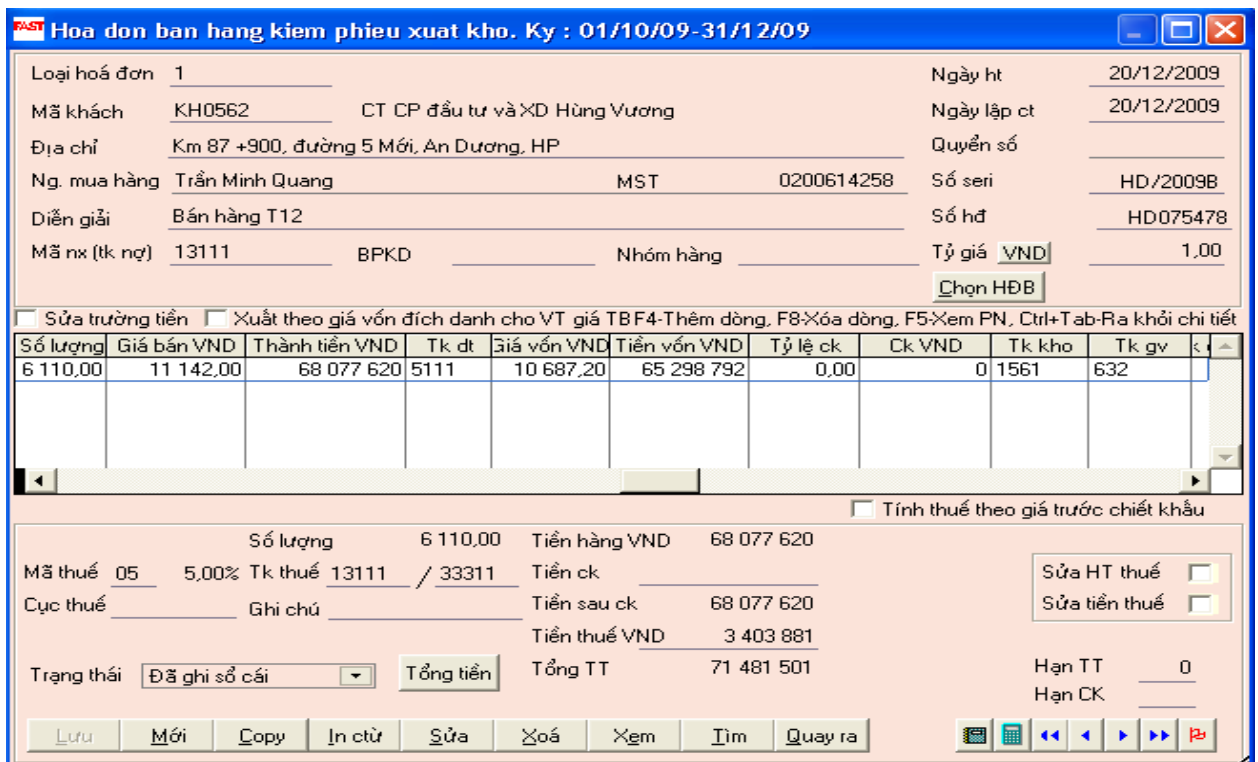 FAST Hoa don ban hang kiem phieu xuat kho. Ky : 01/10/09-31/12/09
Loại hoá đơn 1 Ngày ht 20/12/2009
Mã khách KH0562 CT CP đầu tư và XD Hùng Vương Ngày lập ct 20/12/2009
Địa chỉ Km 87 +900, đường 5 Mới, An Dương, HP Quyển số
Ng. mua hàng Trần Minh Quang MST 0200614258 Số seri HD/2009B
Diễn giải Bán hàng T12 Số hđ HD075478
Mã nx (tk nợ) 13111 BPKD Nhóm hàng Tỷ giá VND 1,00
Chọn HĐB
Sửa trường tiền Xuất theo giá vốn đích danh cho VT giá TB F4-Thêm dòng, F8-Xóa dòng, F5-Xem PN, Ctrl+Tab-Ra khỏi chi tiết
Số lượng Giá bán VND Thành tiền VND Tk dt Giá vốn VND Tiền vốn VND Tỷ lệ ck Ck VND Tk kho Tk gv
6 110,00 11 142,00 68 077 620 5111 10 687,20 65 298 792 0,00 0 1561 632
Tính thuế theo giá trước chiết khấu
Số lượng 6 110,00 Tiền hàng VND 68 077 620
Mã thuế 05 5,00% Tk thuế 13111 / 33311 Tiền ck Sửa HT thuế
Cục thuế Ghi chú Tiền sau ck 68 077 620 Sửa tiền thuế
Tiền thuế VND 3 403 881
Trạng thái Đã ghi sổ cái Tổng tiền Tổng TT 71 481 501 Hạn TT 0
Hạn CK
Lưu Mới Copy In ctừ Sửa Xoá Xem Tìm Quay ra